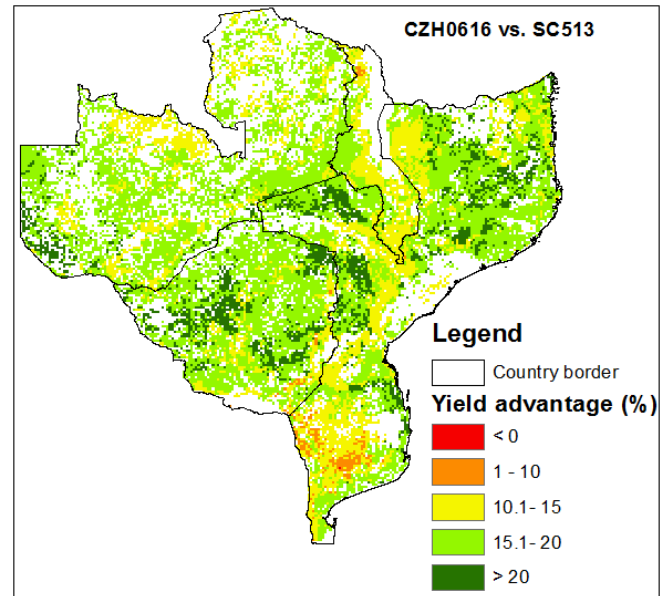 CZH0616 vs. SC513
Legend
Country border
Yield advantage (%)
< 0
1 - 10
10.1- 15
15.1- 20
> 20